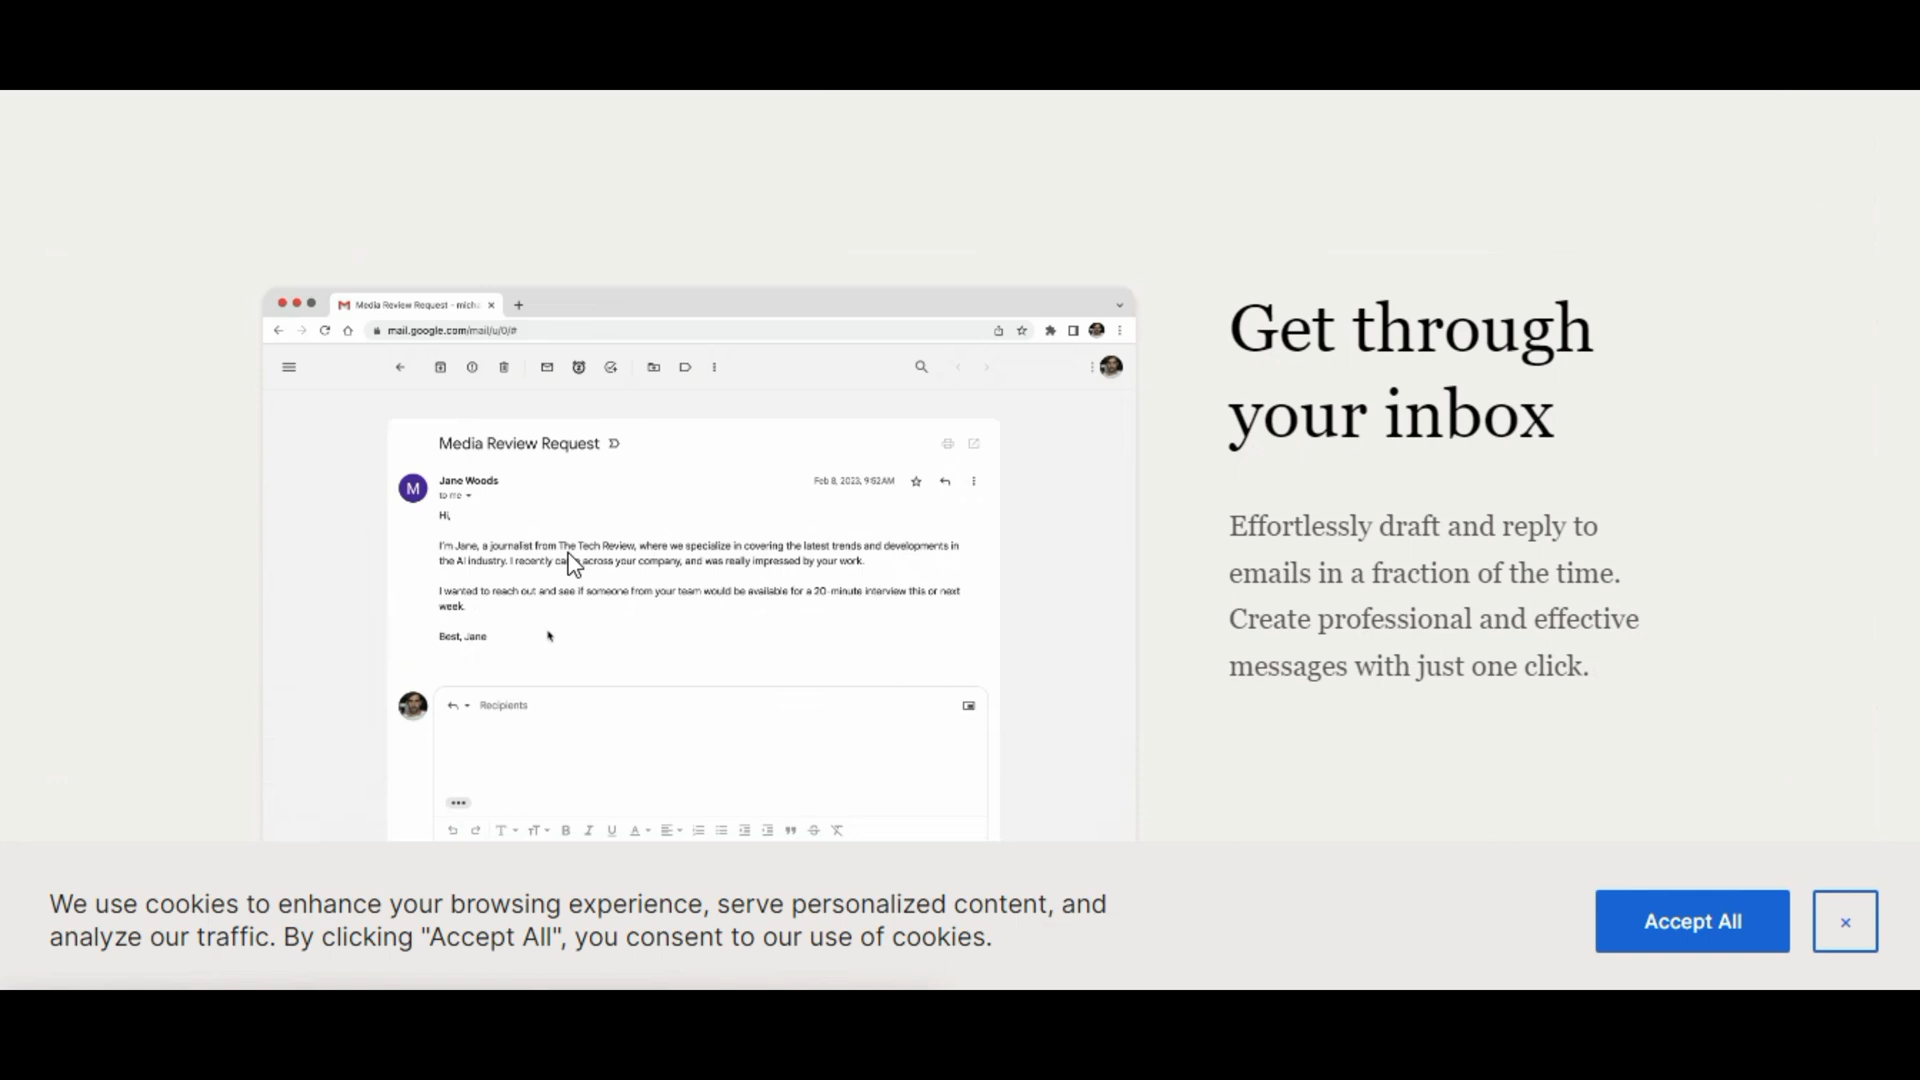 Media Review Request - micha
mail.google.com/mail/u/0/#
Media Review Request
M
Jane Woods
Feb 8, 2023, 9:52AM
to me
Hi,
I'm Jane, a journalist from The Tech Review, where we specialize in covering the latest trends and developments in
the AI industry. I recently across your company, and was really impressed by your work.
I wanted to reach out and see if someone from your team would be available for a 20-minute interview this or next
week.
Best, Jane
Recipients
Get through
your inbox
Effortlessly draft and reply to
emails in a fraction of the time.
Create professional and effective
messages with just one click.
We use cookies to enhance your browsing experience, serve personalized content, and
analyze our traffic. By clicking "Accept All", you consent to our use of cookies.
Accept All